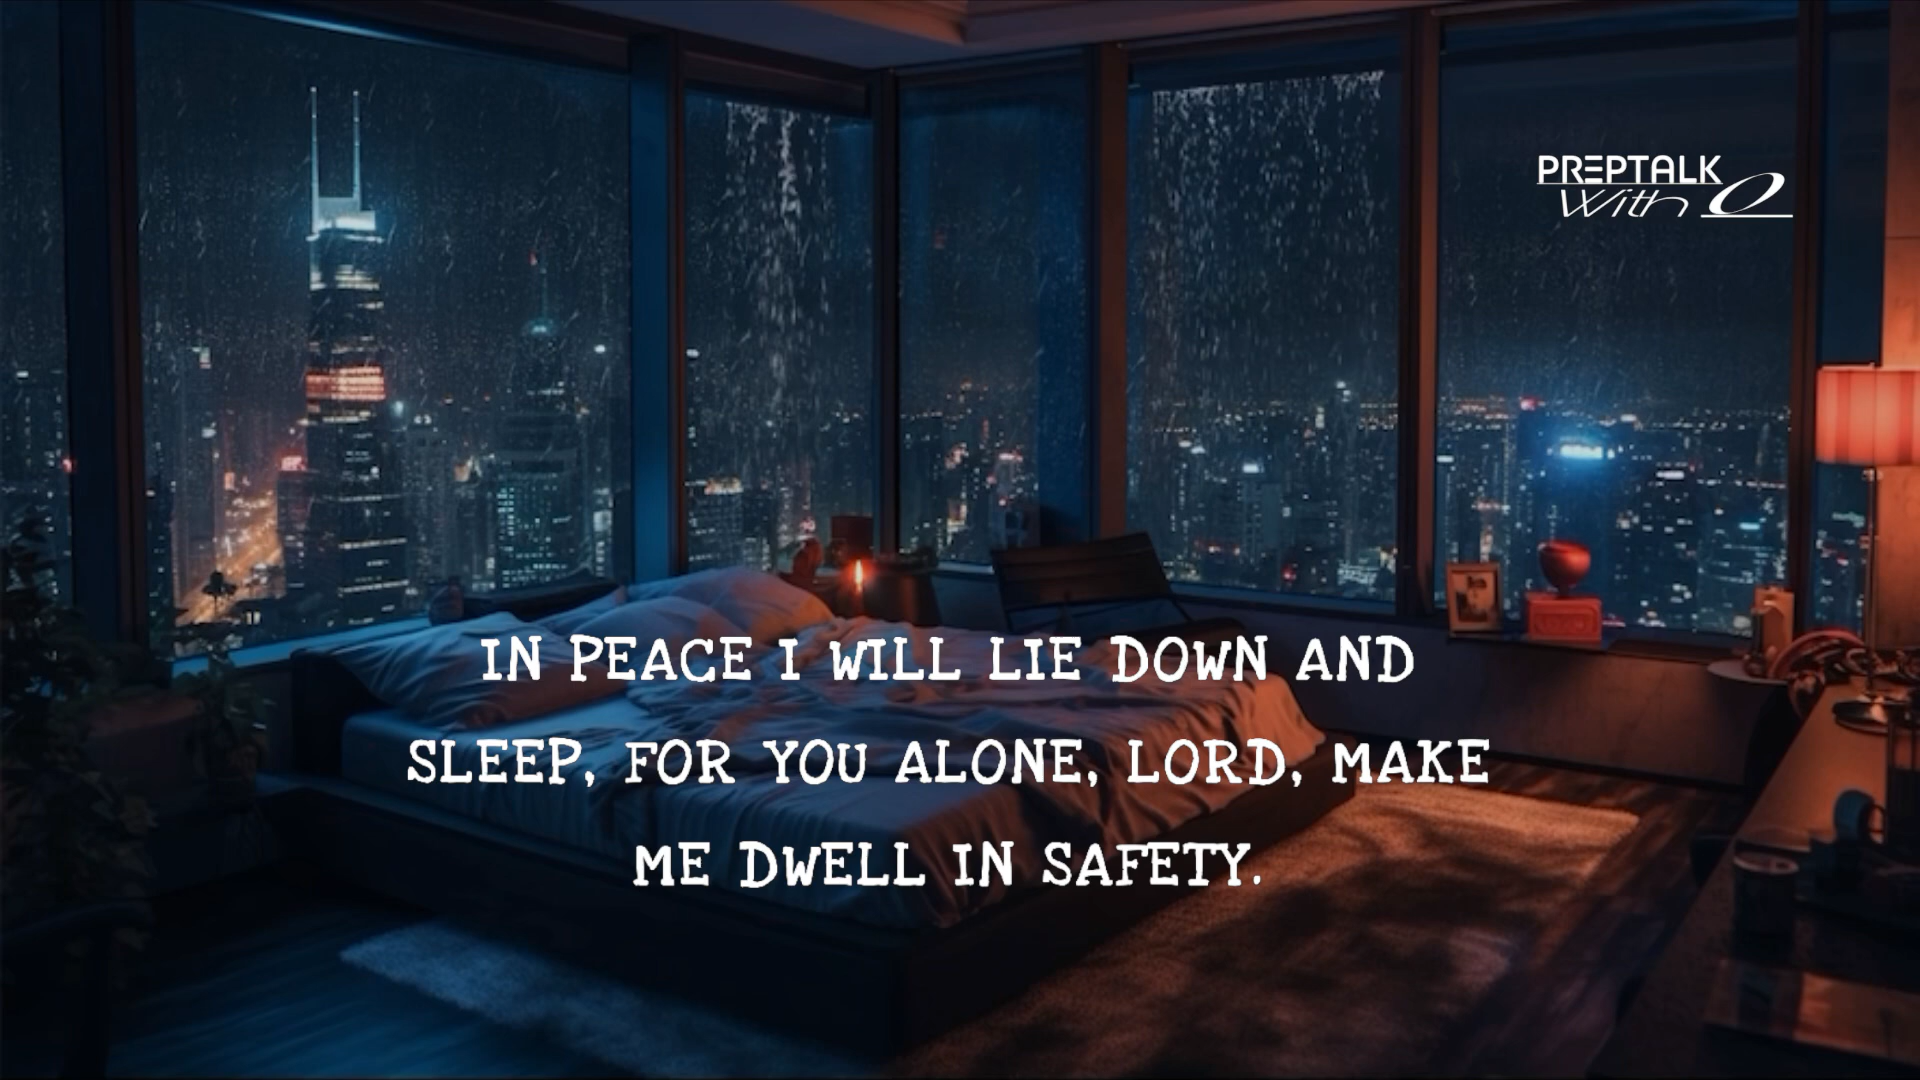 PREPTALK
With O
IN PEACE I WILL LIE DOWN AND
SLEEP, FOR YOU ALONE, LORD, MAKE
ME DWELL IN SAFETY.